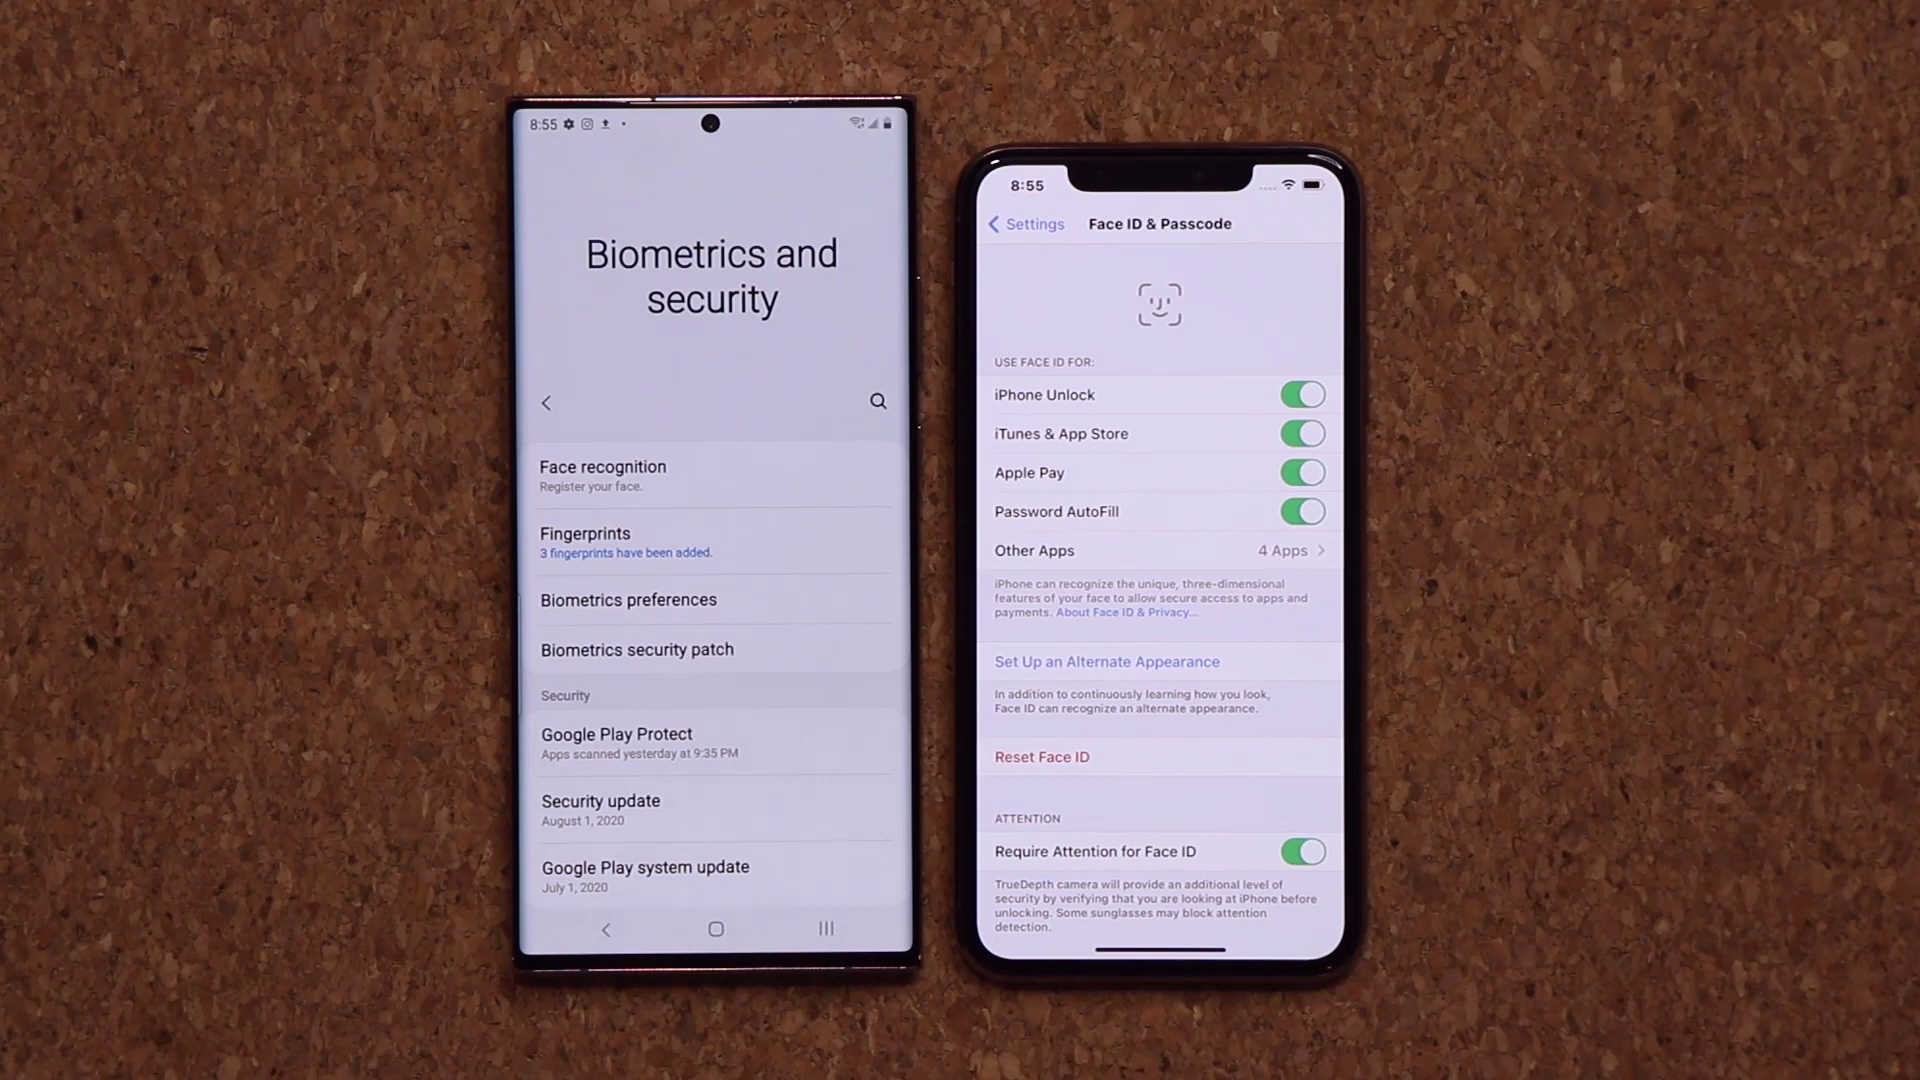 8:55
Biometrics and
security
Face recognition
Register your face.
Fingerprints
3 fingerprints have been added.
Biometrics preferences
Biometrics security patch
Security
Google Play Protect
Apps scanned yesterday at 9:35 PM
Security update
August 1, 2020
Google Play system update
July 1, 2020
8:55
Settings Face ID & Passcode
USE FACE ID FOR:
iPhone Unlock
iTunes & App Store
Apple Pay
Password AutoFill
Other Apps 4 Apps
iPhone can recognize the unique, three-dimensional
features of your face to allow secure access to apps and
payments. About Face ID & Privacy...
Set Up an Alternate Appearance
In addition to continuously learning how you look,
Face ID can recognize an alternate appearance.
Reset Face ID
ATTENTION
Require Attention for Face ID
TrueDepth camera will provide an additional level of
security by verifying that you are looking at iPhone before
unlocking. Some sunglasses may block attention
detection.